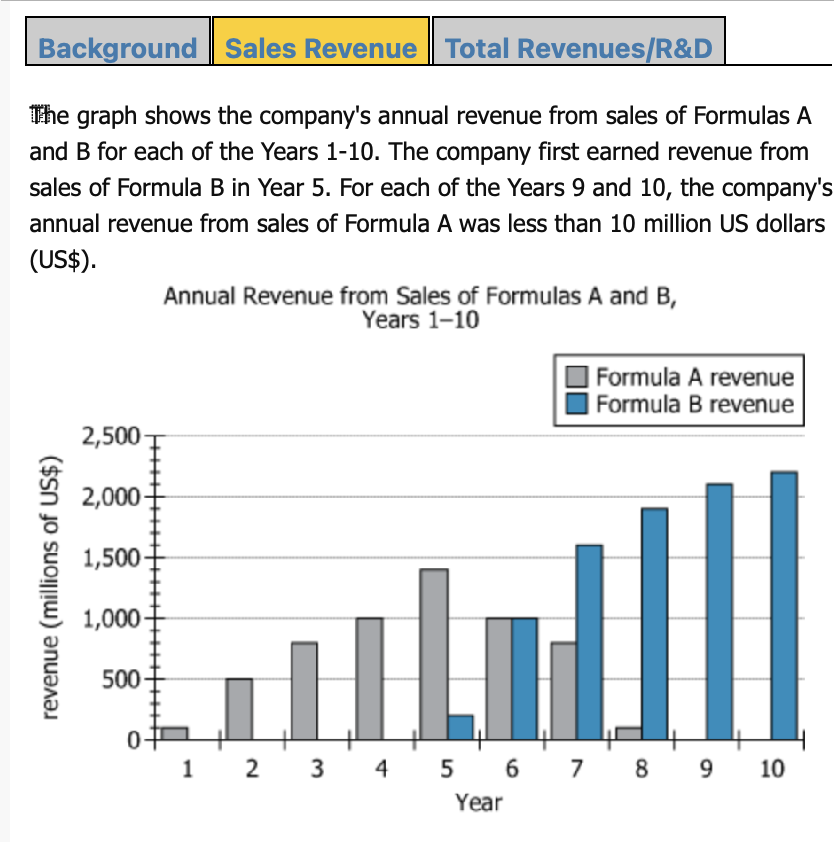 Background Sales Revenue Total Revenues/R&D
The graph shows the company's annual revenue from sales of Formulas A
and B for each of the Years 1-10. The company first earned revenue from
sales of Formula B in Year 5. For each of the Years 9 and 10, the company's
annual revenue from sales of Formula A was less than 10 million US dollars
(US$).
Annual Revenue from Sales of Formulas A and B,
Years 1–10
Formula A revenue
Formula B revenue
revenue (millions of US$)
2,500
2,000
1,500
1,000
500
0
1 2 3 4 5 6 7 8 9 10
Year